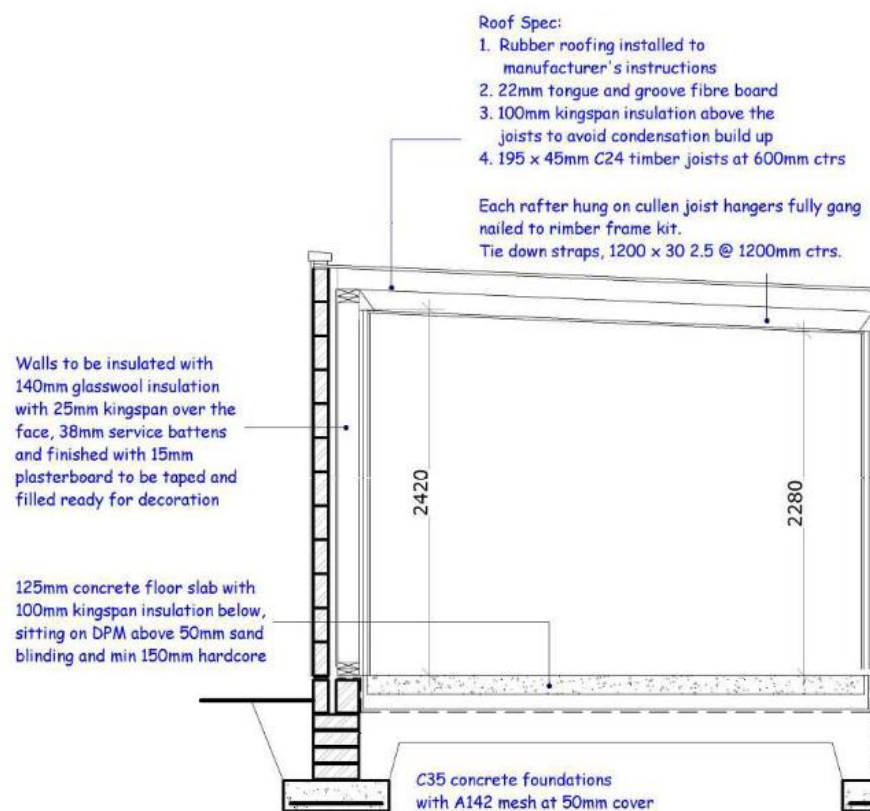 Roof Spec:
1. Rubber roofing installed to
manufacturer's instructions
2. 22mm tongue and groove fibre board
3. 100mm kingspan insulation above the
joists to avoid condensation build up
4. 195 x 45mm C24 timber joists at 600mm ctrs
Each rafter hung on cullen joist hangers fully gang
nailed to rimber frame kit.
Tie down straps, 1200 x 30 2.5 @ 1200mm ctrs.
Walls to be insulated with
140mm glasswool insulation
with 25mm kingspan over the
face, 38mm service battens
and finished with 15mm
plasterboard to be taped and
filled ready for decoration
2420
2280
125mm concrete floor slab with
100mm kingspan insulation below,
sitting on DPM above 50mm sand
blinding and min 150mm hardcore
C35 concrete foundations
with A142 mesh at 50mm cover